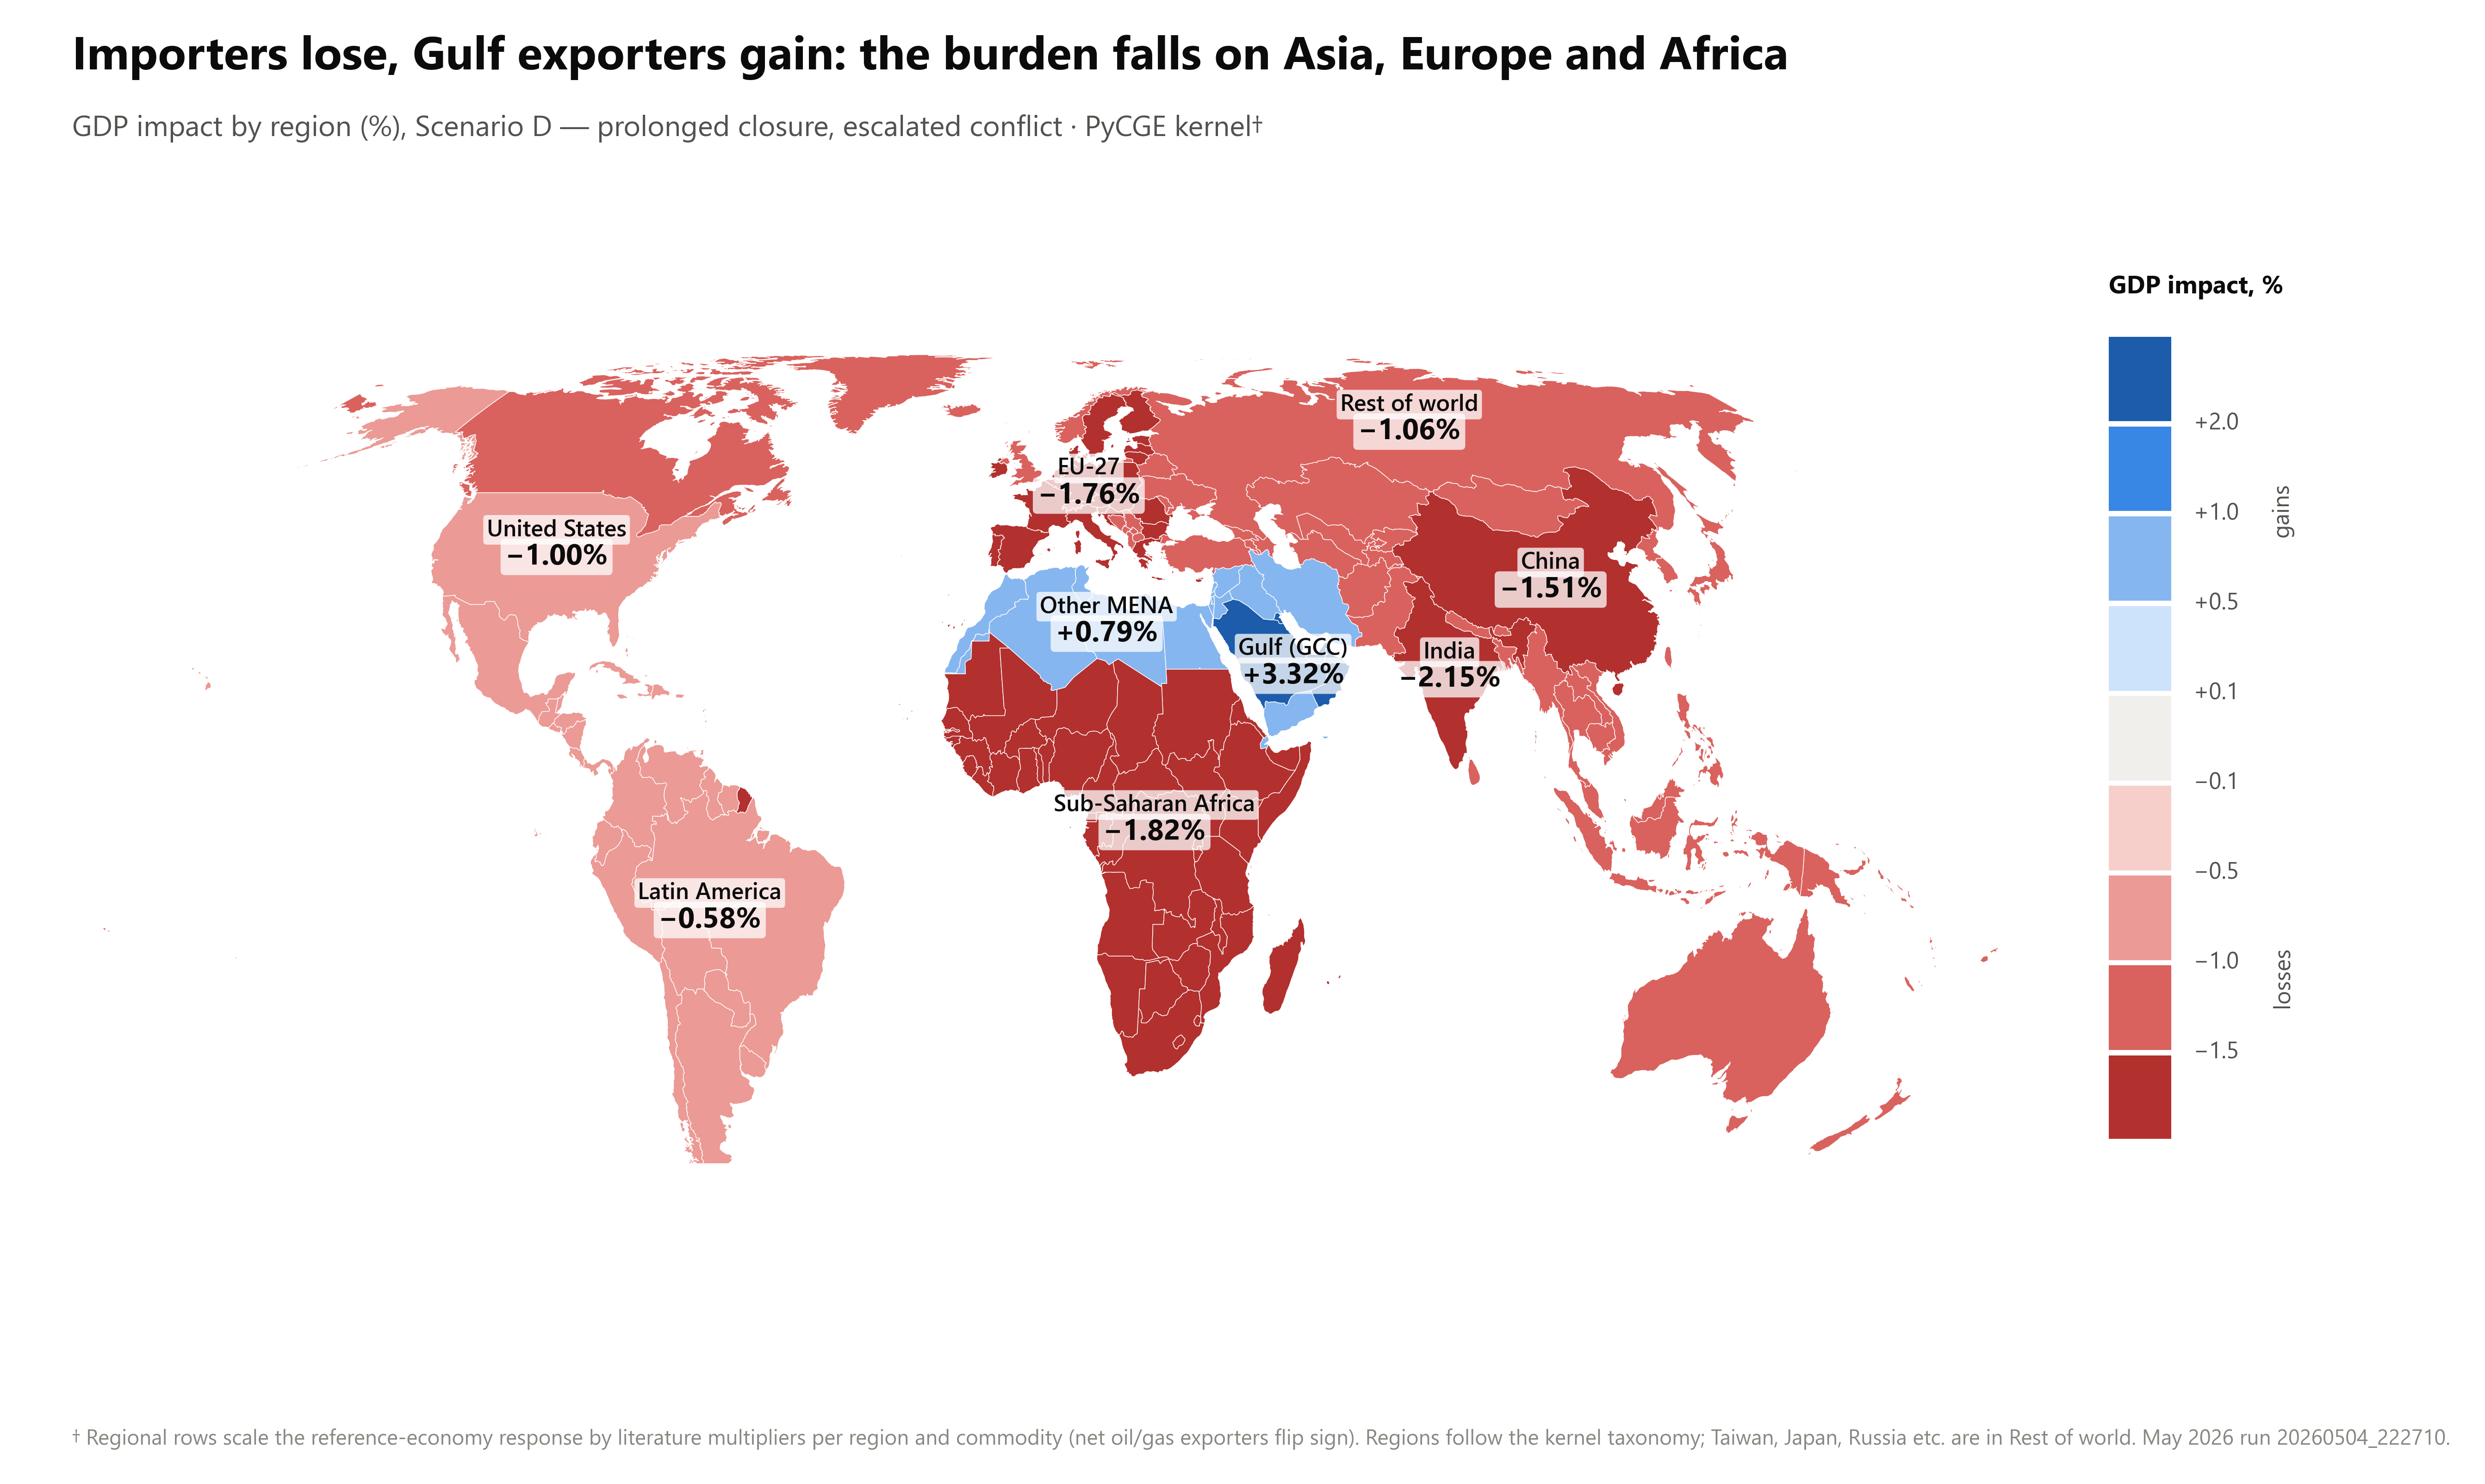 Importers lose, Gulf exporters gain: the burden falls on Asia, Europe and Africa
GDP impact by region (%), Scenario D — prolonged closure, escalated conflict · PyCGE kernel†
GDP impact, %
+2.0
+1.0
+0.5
+0.1
−0.1
−0.5
−1.0
−1.5
gains
losses
Rest of world
−1.06%
EU-27
−1.76%
United States
−1.00%
China
−1.51%
Other MENA
+0.79%
Gulf (GCC)
+3.32%
India
−2.15%
Sub-Saharan Africa
−1.82%
Latin America
−0.58%
† Regional rows scale the reference-economy response by literature multipliers per region and commodity (net oil/gas exporters flip sign). Regions follow the kernel taxonomy; Taiwan, Japan, Russia etc. are in Rest of world. May 2026 run 20260504_222710.